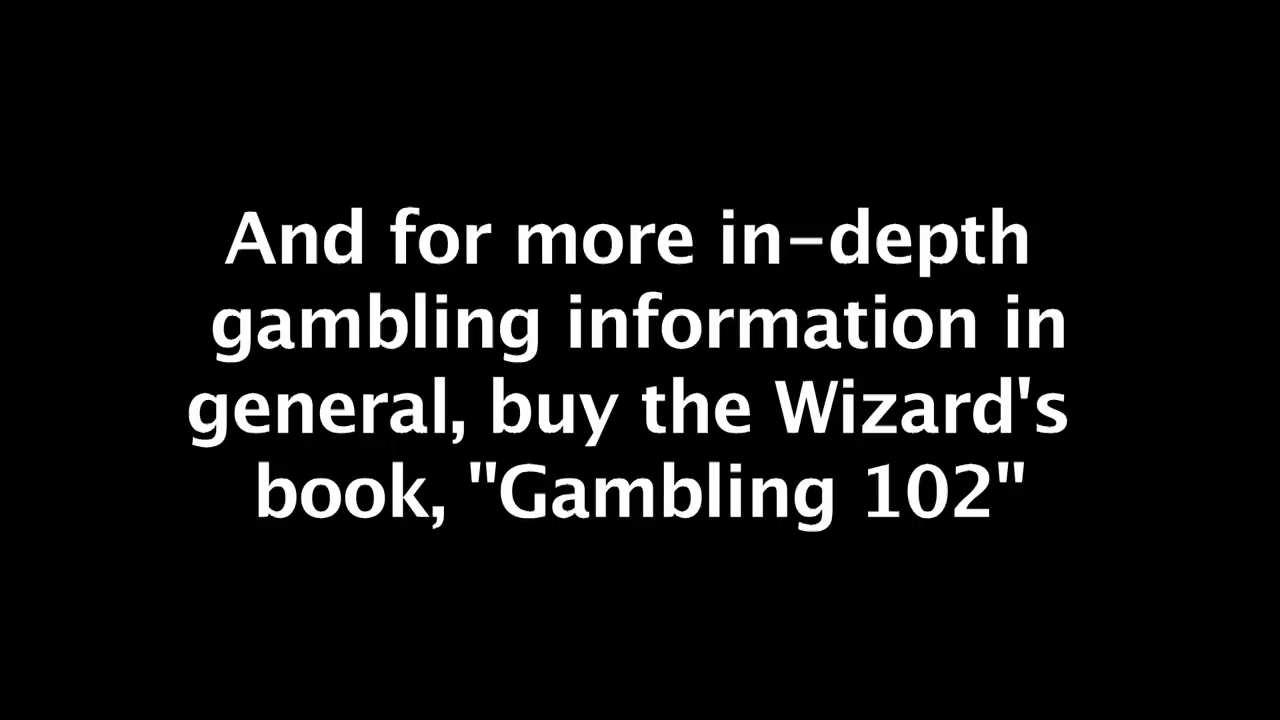 And for more in-depth
gambling information in
general, buy the Wizard's
book, "Gambling 102"